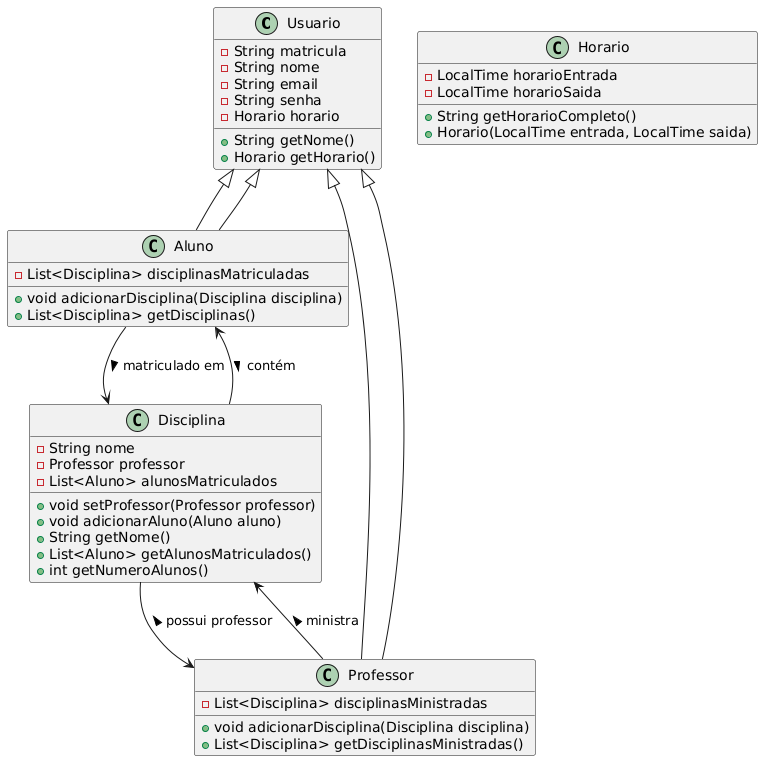 C Usuario
String matricula
String nome
String email
String senha
Horario horario
String getNome()
Horario getHorario()
C Horario
LocalTime horarioEntrada
LocalTime horarioSaida
String getHorarioCompleto()
Horario(LocalTime entrada, LocalTime saida)
C Aluno
List<Disciplina> disciplinasMatriculadas
void adicionarDisciplina(Disciplina disciplina)
List<Disciplina> getDisciplinas()
matriculado em
contém
C Disciplina
String nome
Professor professor
List<Aluno> alunosMatriculados
void setProfessor(Professor professor)
void adicionarAluno(Aluno aluno)
String getNome()
List<Aluno> getAlunosMatriculados()
int getNumeroAlunos()
possui professor
ministra
C Professor
List<Disciplina> disciplinasMinistradas
void adicionarDisciplina(Disciplina disciplina)
List<Disciplina> getDisciplinasMinistradas()